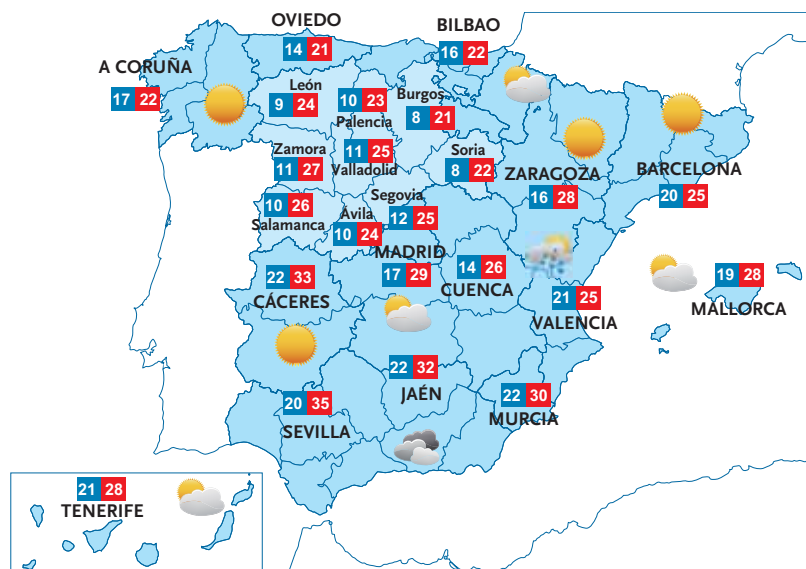 OVIEDO
14 21
BILBAO
16 22
A CORUÑA
17 22
León
9 24
10 23
Palencia
Burgos
8 21
Zamora
11 27
11 25
Valladolid
Soria
8 22
ZARAGOZA
16 28
BARCELONA
20 25
10 26
Salamanca
Segovia
12 25
Ávila
10 24
MADRID
17 29
14 26
CUENCA
22 33
CÁCERES
21 25
VALENCIA
19 28
MALLORCA
22 32
JAÉN
20 35
SEVILLA
22 30
MURCIA
21 28
TENERIFE